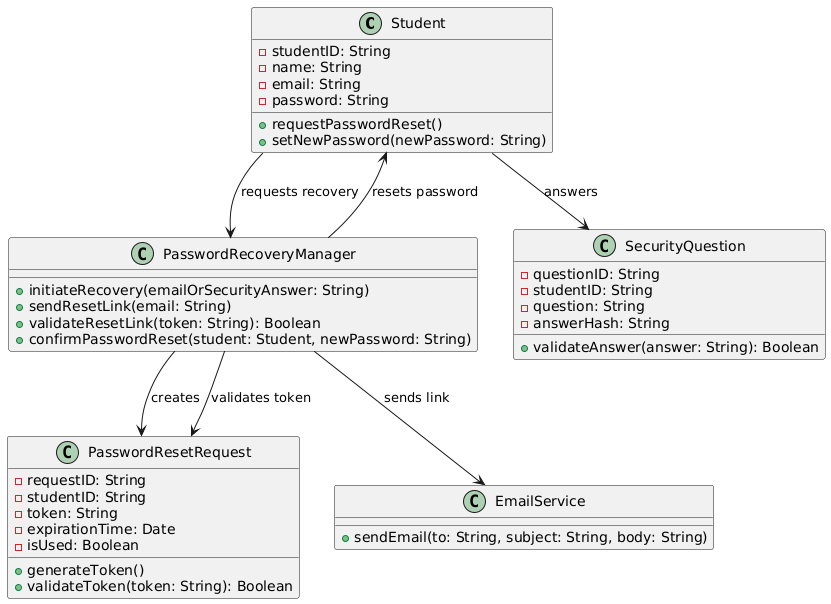 C Student
studentID: String
name: String
email: String
password: String
requestPasswordReset()
setNewPassword(newPassword: String)
requests recovery
resets password
answers
C PasswordRecoveryManager
initiateRecovery(emailOrSecurityAnswer: String)
sendResetLink(email: String)
validateResetLink(token: String): Boolean
confirmPasswordReset(student: Student, newPassword: String)
C SecurityQuestion
questionID: String
studentID: String
question: String
answerHash: String
validateAnswer(answer: String): Boolean
creates
validates token
sends link
C PasswordResetRequest
requestID: String
studentID: String
token: String
expirationTime: Date
isUsed: Boolean
generateToken()
validateToken(token: String): Boolean
C EmailService
sendEmail(to: String, subject: String, body: String)